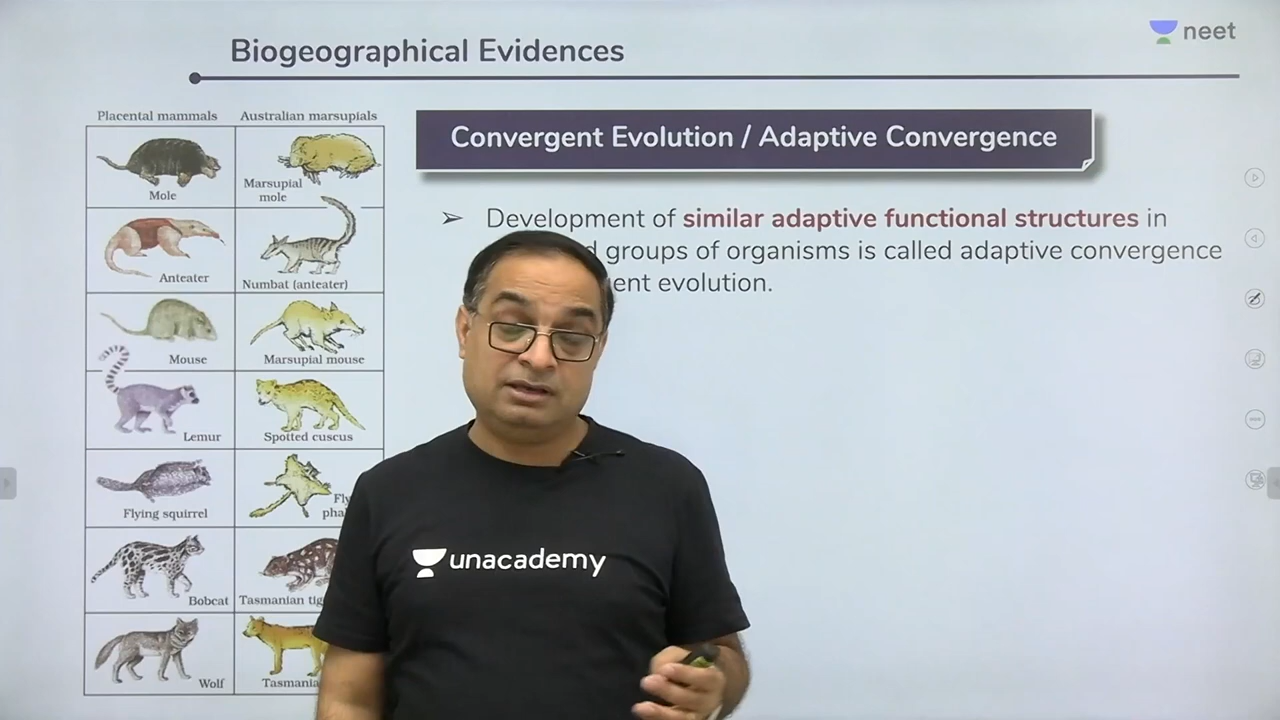 Biogeographical Evidences
neet
Placental mammals Australian marsupials
Convergent Evolution / Adaptive Convergence
Mole
Marsupial
mole
➢ Development of similar adaptive functional structures in
groups of organisms is called adaptive convergence
evolution.
Anteater
Numbat (anteater)
Mouse
Marsupial mouse
Lemur
Spotted cuscus
Flying squirrel
Bobcat
Tasmanian
Wolf
unacademy